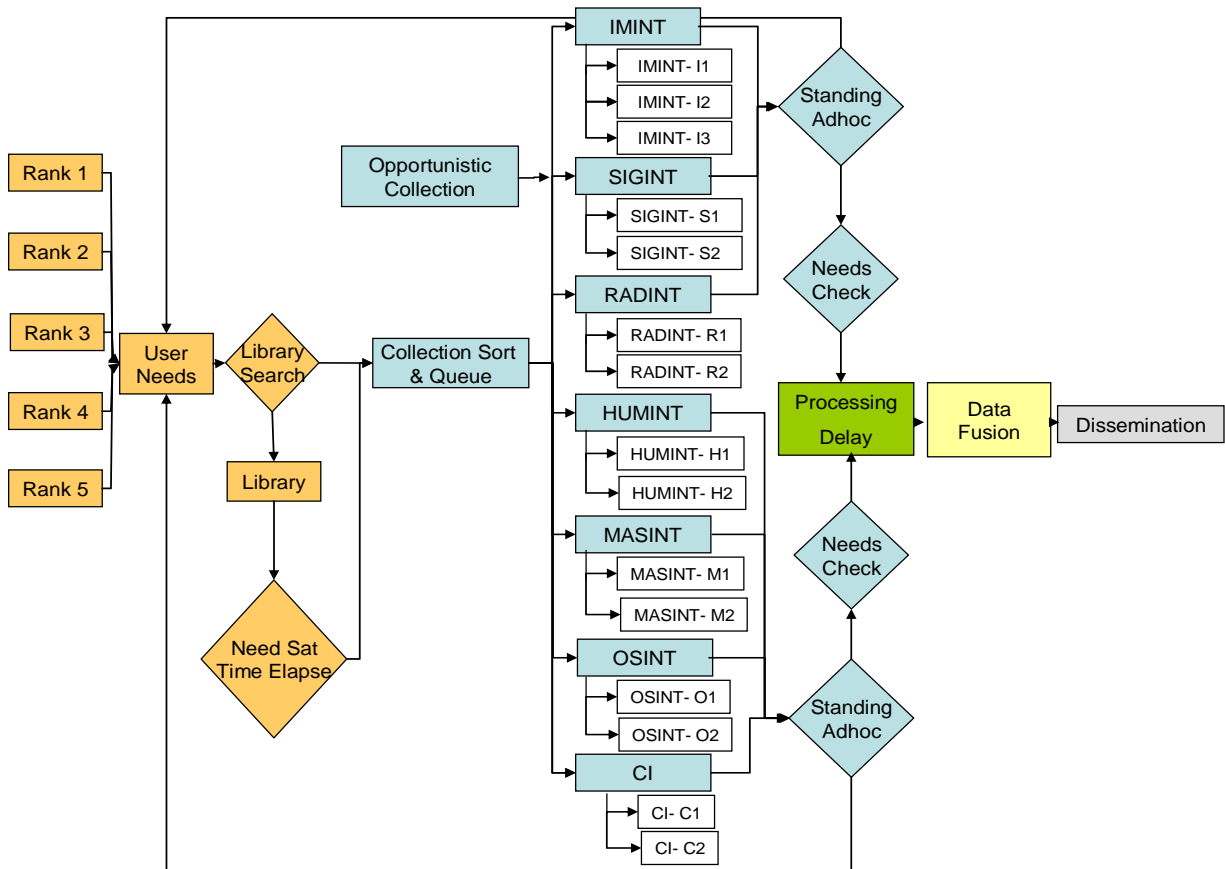 Rank 1
Rank 2
Rank 3
Rank 4
Rank 5
User
Needs
Library
Search
Library
Need Sat
Time Elapse
Opportunistic
Collection
Collection Sort
& Queue
IMINT
IMINT- I1
IMINT- I2
IMINT- I3
SIGINT
SIGINT- S1
SIGINT- S2
RADINT
RADINT- R1
RADINT- R2
HUMINT
HUMINT- H1
HUMINT- H2
MASINT
MASINT- M1
MASINT- M2
OSINT
OSINT- O1
OSINT- O2
CI
CI- C1
CI- C2
Standing
Adhoc
Needs
Check
Processing
Delay
Needs
Check
Standing
Adhoc
Data
Fusion
Dissemination